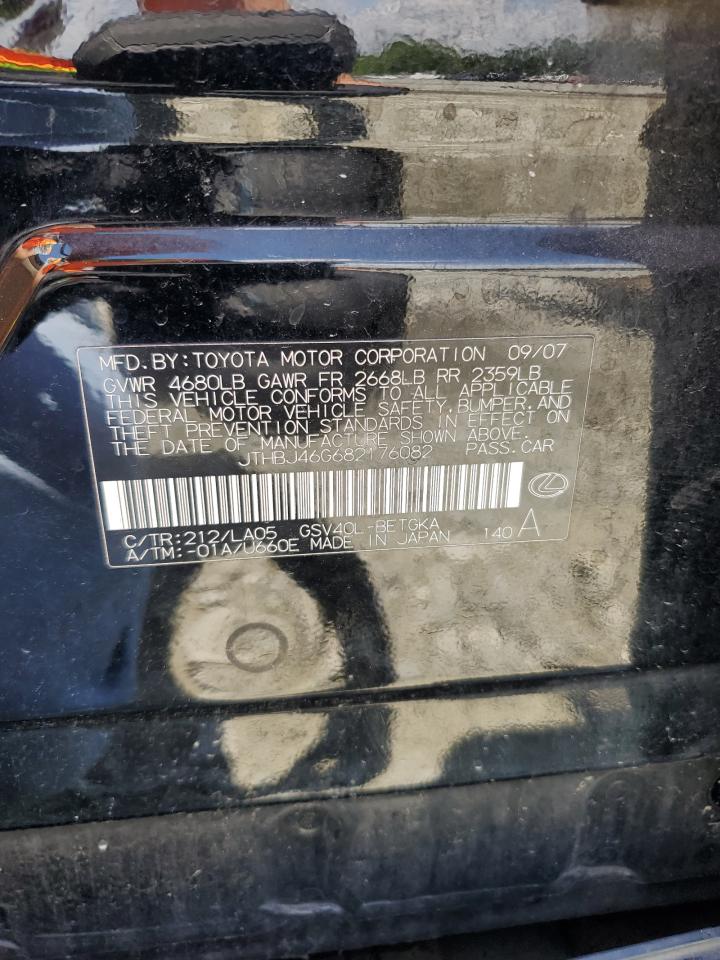 MFD.BY:TOYOTA MOTOR CORPORATION 09/07
GVWR 4680LB GAWR FR 2668LB RR 2359LB
THIS VEHICLE CONFORMS TO ALL APPLICABLE
FEDERAL MOTOR VEHICLE SAFETY,BUMPER,AND
THEFT PREVENTION STANDARDS IN EFFECT ON
THE DATE OF MANUFACTURE SHOWN ABOVE.
JTHBJ46G682176082 PASS.CAR
C/TR:212/LA05 GSV40L-BETGKA
A/TM:-01A/U660E MADE IN JAPAN 140 A